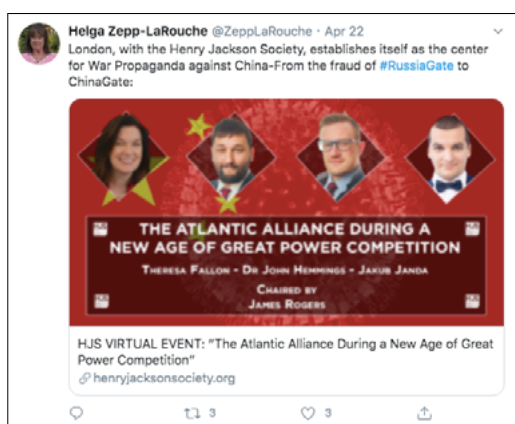 Helga Zepp-LaRouche @ZeppLaRouche · Apr 22
London, with the Henry Jackson Society, establishes itself as the center
for War Propaganda against China-From the fraud of #RussiaGate to
ChinaGate:
THE ATLANTIC ALLIANCE DURING A
NEW AGE OF GREAT POWER COMPETITION
THERESA FALLON - DR JOHN HEMMINGS - JAKUB JANDA
CHAIRED BY
JAMES ROGERS
HJS VIRTUAL EVENT: "The Atlantic Alliance During a New Age of Great
Power Competition"
henryjacksonsociety.org
3 3